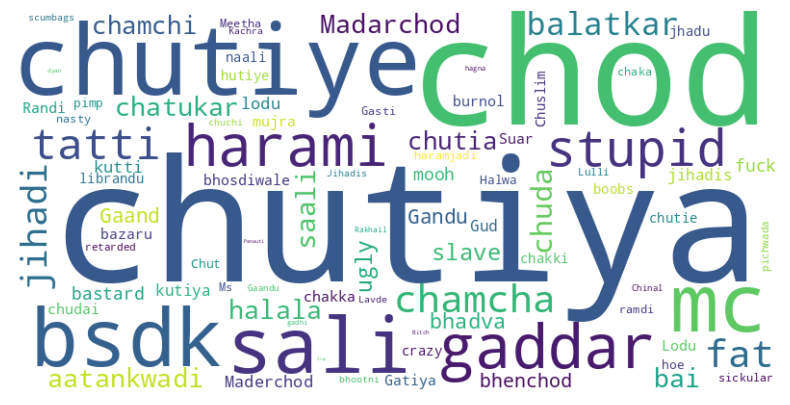 scumbags
chamchi
Meetha
Kachra
Madarchod
balatkar
jhadu
chutiye
chod
naali
hutiye
dyan
hagna
chaka
Randi
pimp
chatukar
lodu
burnol
Chuslim
nasty
chuchi
mujra
Gasti
tatti
harami
chutia
Suar
stupid
kutti
haramjadi
fuck
librandu
bhosdiwale
Jihadis
mooh
Halwa
Lulli
jihadis
boobs
jihadi
chutiya
Gaand
saali
Gandu
Gud
chuda
chutie
bazaru
Rakhail
retarded
Panauti
slave
chakki
pichwada
Chut
ugly
bastard
kutiya
Ms
Gaandu
chakka
Lavde
chamcha
Chinal
mc
chudai
halala
bhadva
ramdi
bsdk
sali
gadhi
Bitch
gaddar
Lodu
fat
crazy
hoe
aatankwadi
Maderchod
bhootni
Gatiya
bhenchod
bai
sickular